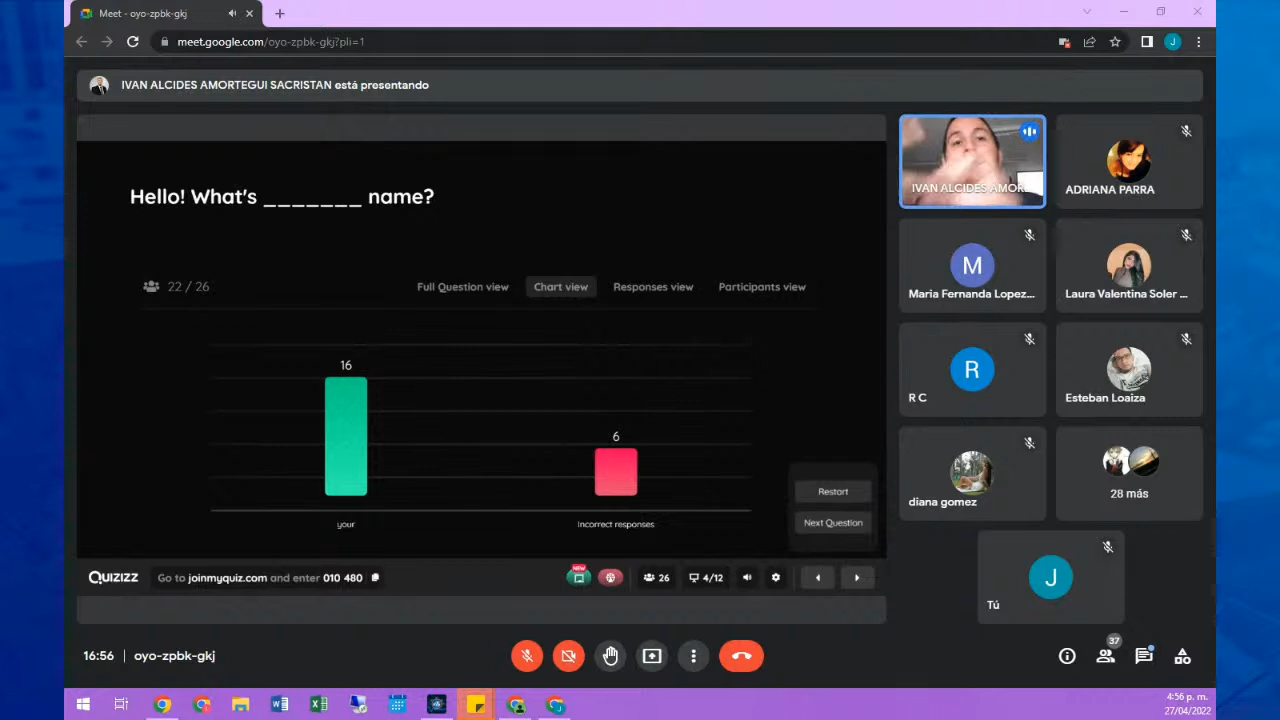 Meet - oyo-zpbk-gkj
meet.google.com/oyo-zpbk-gkj?pli=1
J
IVAN ALCIDES AMORTEGUI SACRISTAN está presentando
Hello! What's _______ name?
22 / 26
Full Question view
Chart view
Responses view
Participants view
16
6
your
Incorrect responses
Restart
Next Question
Quizizz
Go to joinmyquiz.com and enter 010 480
NEW
26
4/12
IVAN ALCIDES AMOR
ADRIANA PARRA
M
Maria Fernanda Lopez...
Laura Valentina Soler ...
R
R C
Esteban Loaiza
diana gomez
28 más
J
Tú
16:56 | oyo-zpbk-gkj
37
4:56 p. m.
27/04/2022